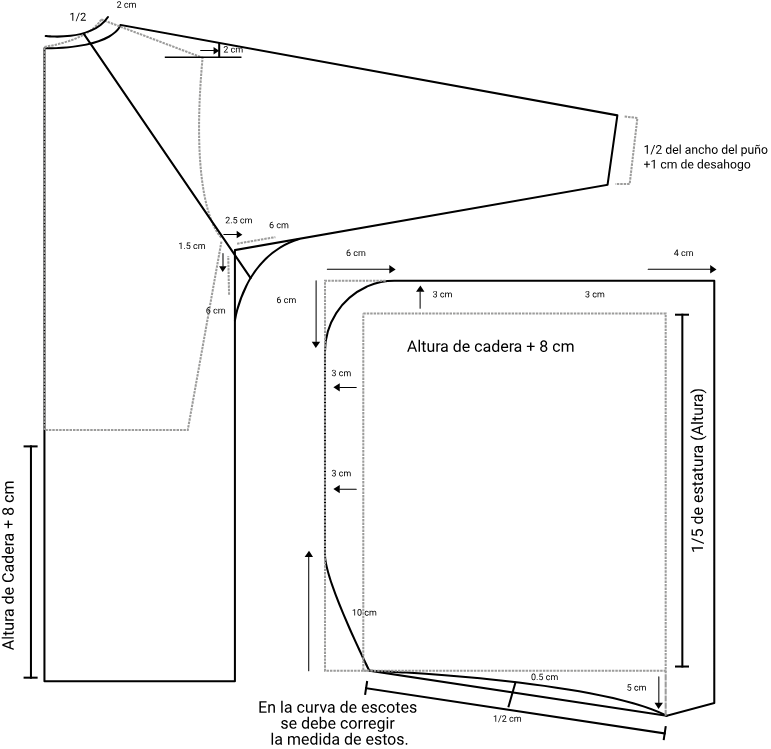 2 cm
1/2
2 cm
1/2 del ancho del puño
+1 cm de desahogo
2.5 cm
6 cm
1.5 cm
6 cm
6 cm
4 cm
6 cm
3 cm
3 cm
Altura de cadera + 8 cm
3 cm
3 cm
1/5 de estatura (Altura)
Altura de Cadera + 8 cm
10 cm
0.5 cm
5 cm
1/2 cm
En la curva de escotes
se debe corregir
la medida de estos.